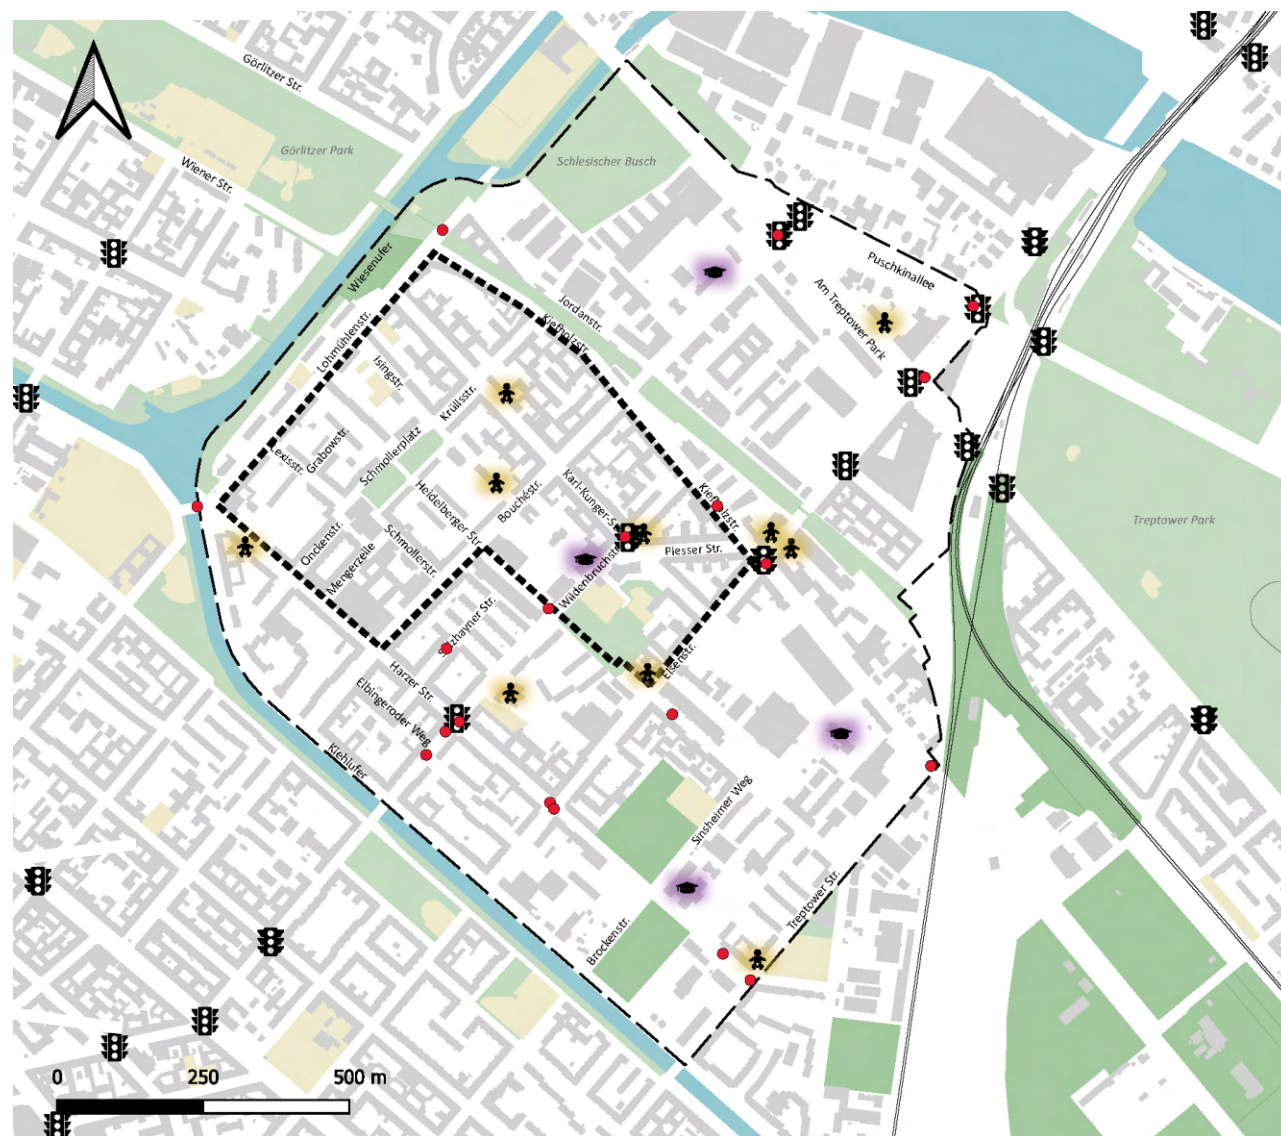 Görlitzer Str.
Görlitzer Park
Wiener Str.
Schlesischer Busch
Wiesenufer
Puschkinallee
Am Treptower Park
Jordanstr.
Kiefholzstr.
Lohmühlenstr.
Isingstr.
Krüllsstr.
Schmollerplatz
Grabowstr.
Lexisstr.
Heidelberger Str.
Bouchéstr.
Karl-Kunger-S
Kiefholzstr.
Treptower Park
Onckenstr.
Mengerzeile
Schmollerstr.
Plesser Str.
Wildenbruchstr.
Elsenstr.
Harzer Str.
Elbingeroder Weg
Kiehlufer
Sinsheimer Weg
Treptower Str.
Brockenstr.
0 250 500 m